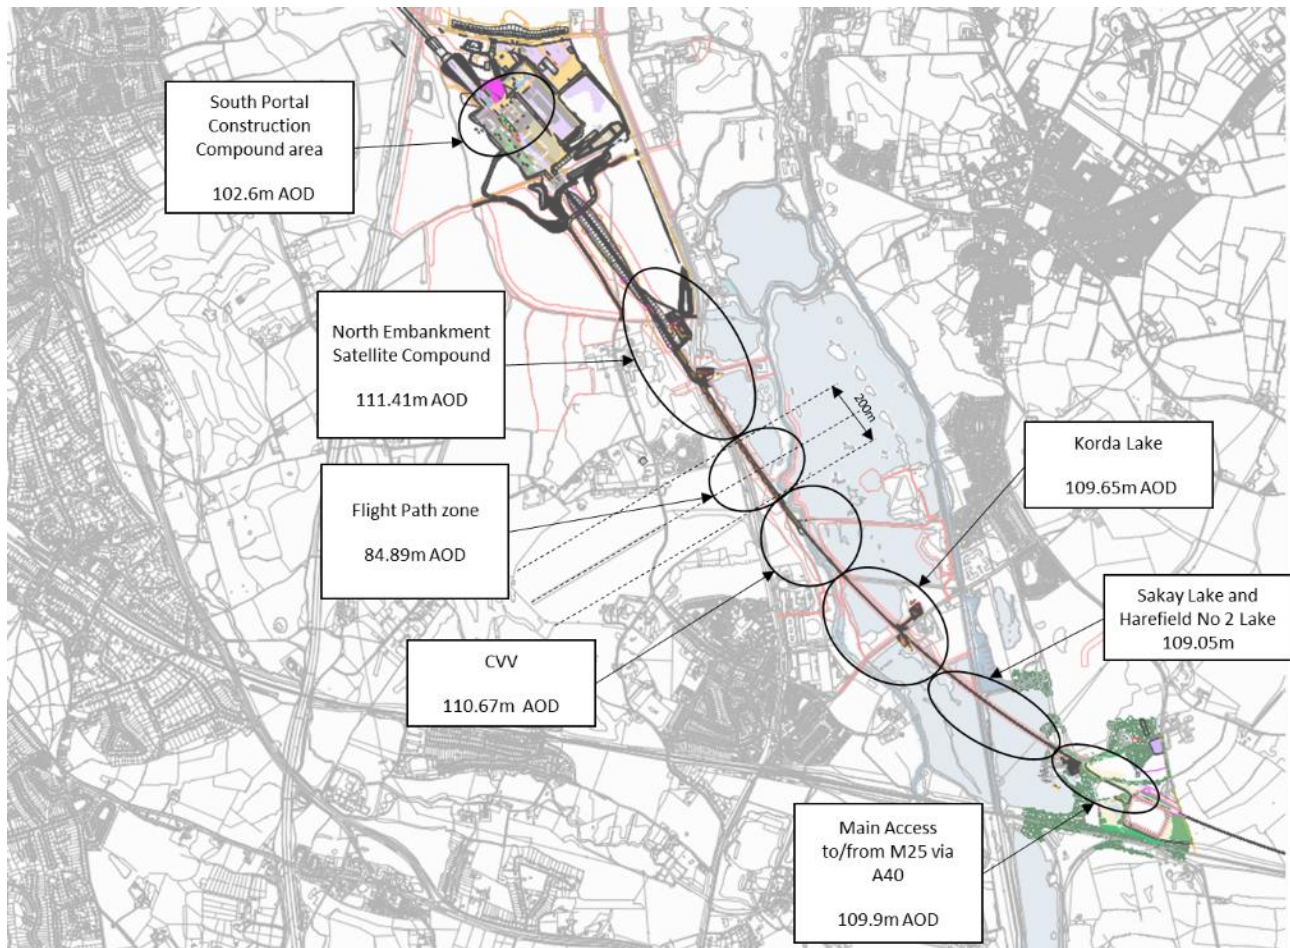 South Portal
Construction
Compound area
102.6m AOD
North Embankment
Satellite Compound
111.41m AOD
200m
Flight Path zone
84.89m AOD
CVV
110.67m AOD
Korda Lake
109.65m AOD
Sakay Lake and
Harefield No 2 Lake
109.05m
Main Access
to/from M25 via
A40
109.9m AOD